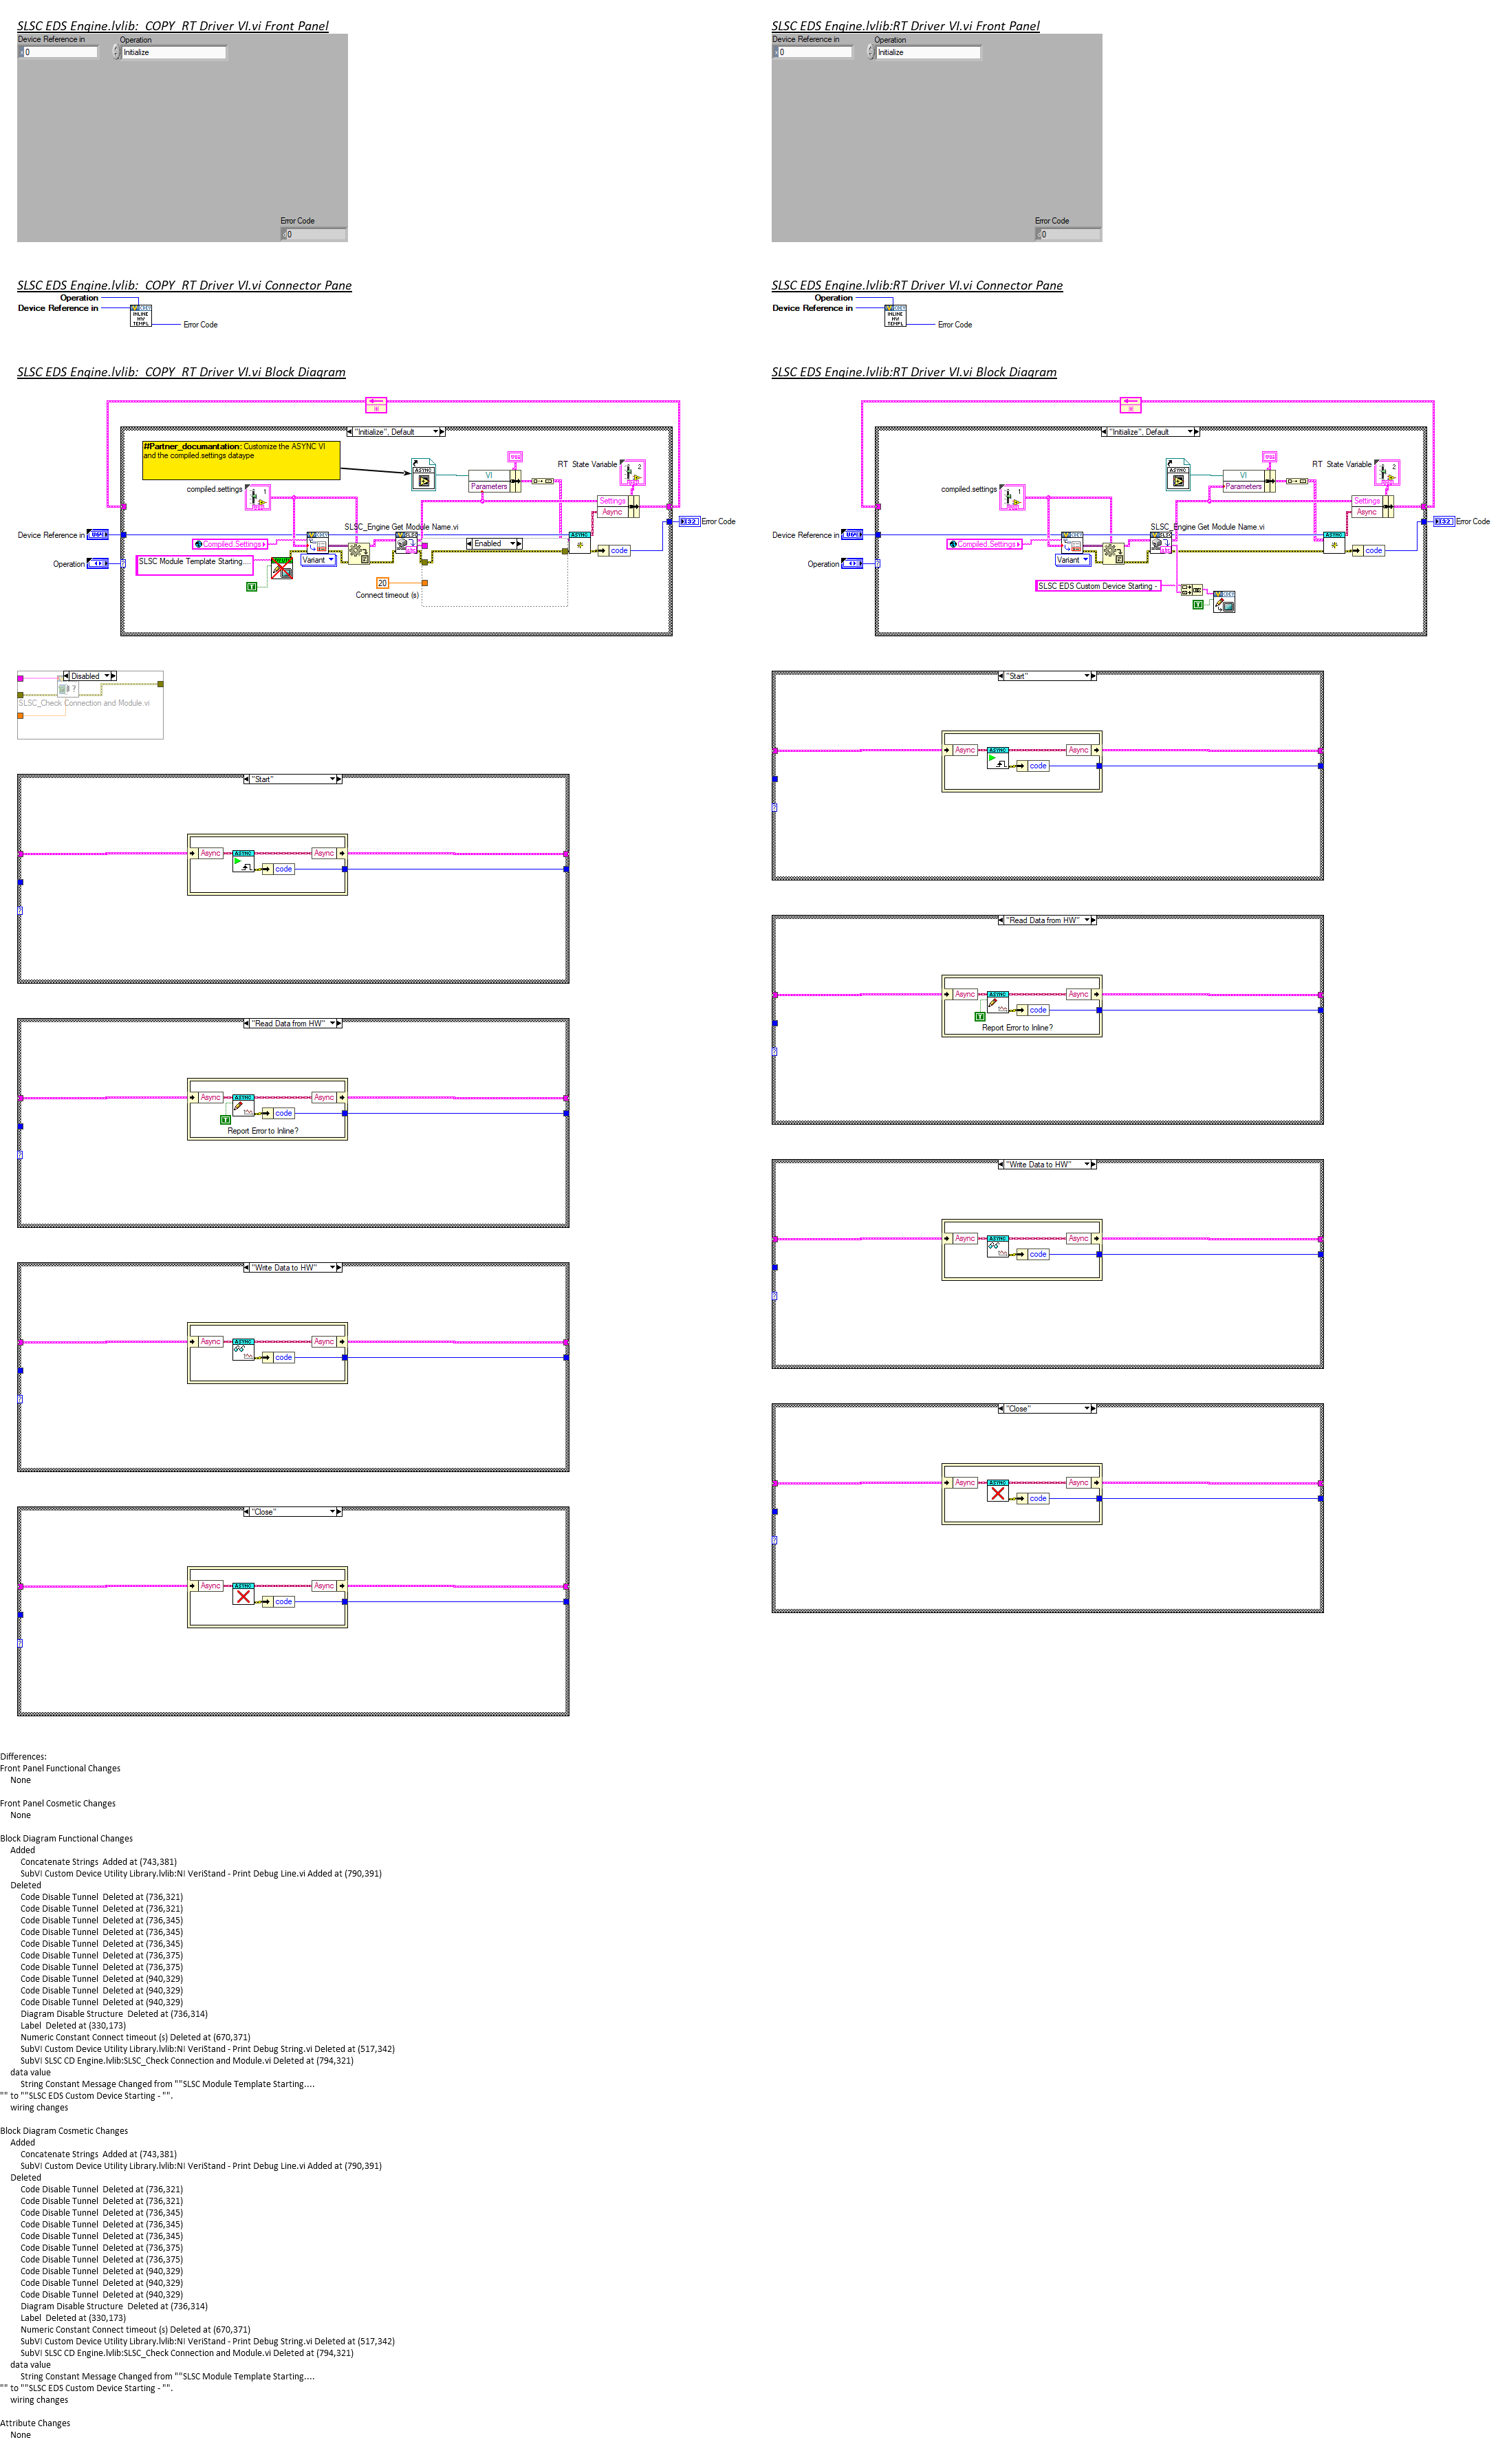 SLSC EDS Engine.lvlib:  COPY  RT Driver VI.vi Front Panel
Device Reference in
Operation
0
Initialize
Error Code
0
SLSC EDS Engine.lvlib:  COPY  RT Driver VI.vi Connector Pane
Operation
Device Reference in
INLINE
HW
TEMPL
Error Code
SLSC EDS Engine.lvlib:  COPY  RT Driver VI.vi Block Diagram
"Initialize", Default
#Partner_documantation: Customize the ASYNC VI
and the compiled.settings dataype
ASYNC
VI
Parameters
RT  State Variable
2
compiled.settings
1
Settings
Async
SLSC_Engine Get Module Name.vi
I32
Error Code
Device Reference in
Compiled.Settings
Enabled
ASYNC
code
Operation
SLSC Module Template Starting....
Variant
T
20
Connect timeout (s)
Disabled
SLSC_Check Connection and Module.vi
"Start"
Async
ASYNC
Async
code
"Read Data from HW"
Async
ASYNC
Async
code
T
Report Error to Inline?
"Write Data to HW"
Async
ASYNC
Async
code
"Close"
Async
ASYNC
Async
code
SLSC EDS Engine.lvlib:RT Driver VI.vi Front Panel
Device Reference in
Operation
0
Initialize
Error Code
0
SLSC EDS Engine.lvlib:RT Driver VI.vi Connector Pane
Operation
Device Reference in
INLINE
HW
TEMPL
Error Code
SLSC EDS Engine.lvlib:RT Driver VI.vi Block Diagram
"Initialize", Default
ASYNC
VI
Parameters
RT  State Variable
2
compiled.settings
1
Settings
Async
SLSC_Engine Get Module Name.vi
I32
Error Code
Device Reference in
Compiled.Settings
ASYNC
code
Operation
Variant
SLSC EDS Custom Device Starting -
T
"Start"
Async
ASYNC
Async
code
"Read Data from HW"
Async
ASYNC
Async
code
T
Report Error to Inline?
"Write Data to HW"
Async
ASYNC
Async
code
"Close"
Async
ASYNC
Async
code
Differences:
Front Panel Functional Changes
None
Front Panel Cosmetic Changes
None
Block Diagram Functional Changes
Added
Concatenate Strings  Added at (743,381)
SubVI Custom Device Utility Library.lvlib:NI VeriStand - Print Debug Line.vi Added at (790,391)
Deleted
Code Disable Tunnel  Deleted at (736,321)
Code Disable Tunnel  Deleted at (736,321)
Code Disable Tunnel  Deleted at (736,345)
Code Disable Tunnel  Deleted at (736,345)
Code Disable Tunnel  Deleted at (736,345)
Code Disable Tunnel  Deleted at (736,375)
Code Disable Tunnel  Deleted at (736,375)
Code Disable Tunnel  Deleted at (940,329)
Code Disable Tunnel  Deleted at (940,329)
Code Disable Tunnel  Deleted at (940,329)
Diagram Disable Structure  Deleted at (736,314)
Label  Deleted at (330,173)
Numeric Constant Connect timeout (s) Deleted at (670,371)
SubVI Custom Device Utility Library.lvlib:NI VeriStand - Print Debug String.vi Deleted at (517,342)
SubVI SLSC CD Engine.lvlib:SLSC_Check Connection and Module.vi Deleted at (794,321)
data value
String Constant Message Changed from ""SLSC Module Template Starting....
"" to ""SLSC EDS Custom Device Starting - "".
wiring changes
Block Diagram Cosmetic Changes
Added
Concatenate Strings  Added at (743,381)
SubVI Custom Device Utility Library.lvlib:NI VeriStand - Print Debug Line.vi Added at (790,391)
Deleted
Code Disable Tunnel  Deleted at (736,321)
Code Disable Tunnel  Deleted at (736,321)
Code Disable Tunnel  Deleted at (736,345)
Code Disable Tunnel  Deleted at (736,345)
Code Disable Tunnel  Deleted at (736,345)
Code Disable Tunnel  Deleted at (736,375)
Code Disable Tunnel  Deleted at (736,375)
Code Disable Tunnel  Deleted at (940,329)
Code Disable Tunnel  Deleted at (940,329)
Code Disable Tunnel  Deleted at (940,329)
Diagram Disable Structure  Deleted at (736,314)
Label  Deleted at (330,173)
Numeric Constant Connect timeout (s) Deleted at (670,371)
SubVI Custom Device Utility Library.lvlib:NI VeriStand - Print Debug String.vi Deleted at (517,342)
SubVI SLSC CD Engine.lvlib:SLSC_Check Connection and Module.vi Deleted at (794,321)
data value
String Constant Message Changed from ""SLSC Module Template Starting....
"" to ""SLSC EDS Custom Device Starting - "".
wiring changes
Attribute Changes
None